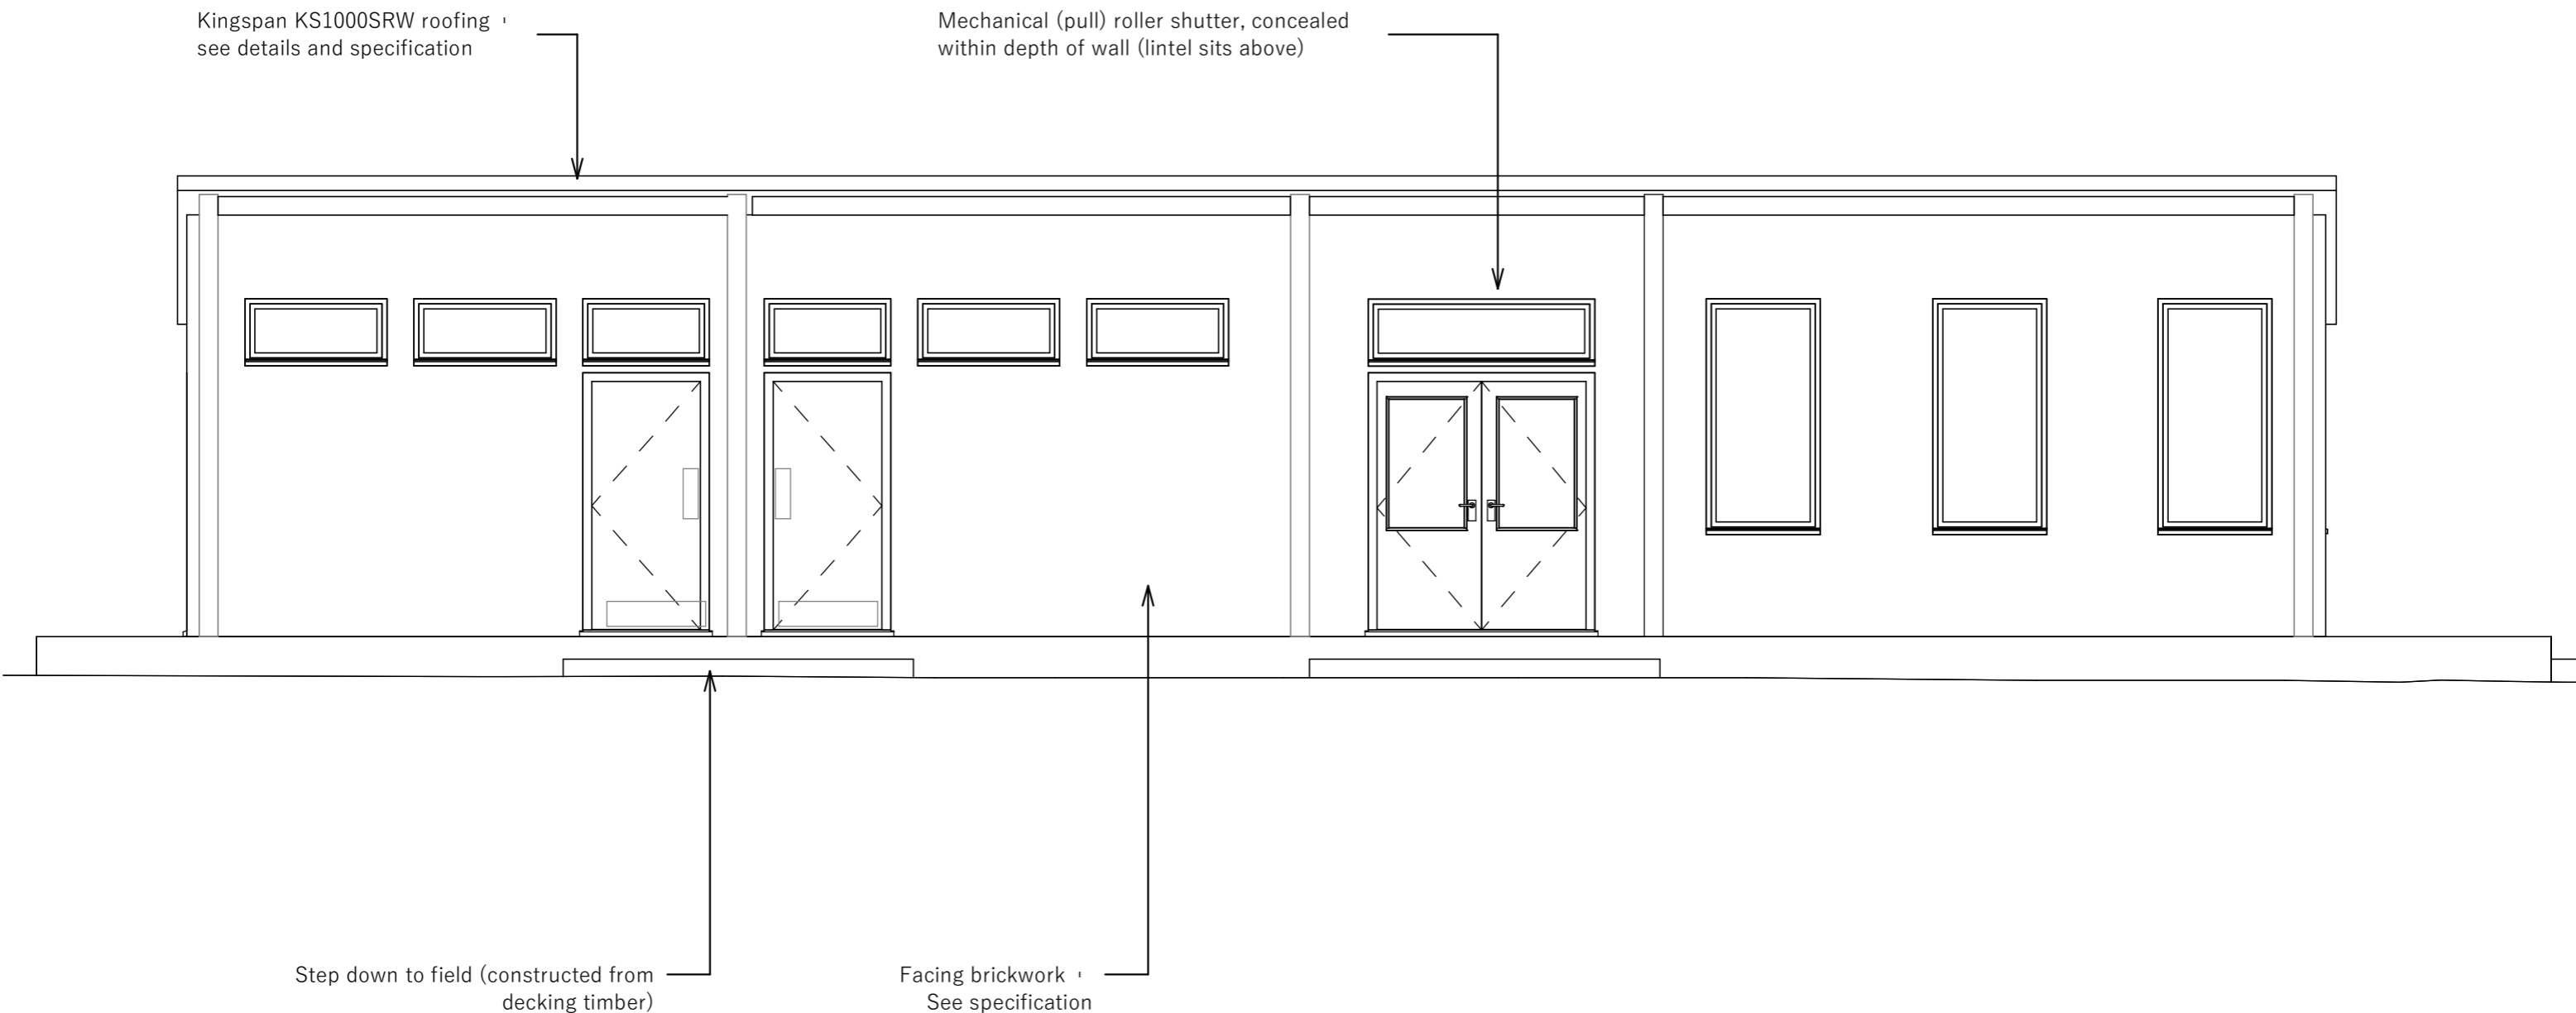 Kingspan KS1000SRW roofing
see details and specification
Mechanical (pull) roller shutter, concealed
within depth of wall (lintel sits above)
Step down to field (constructed from
decking timber)
Facing brickwork
See specification